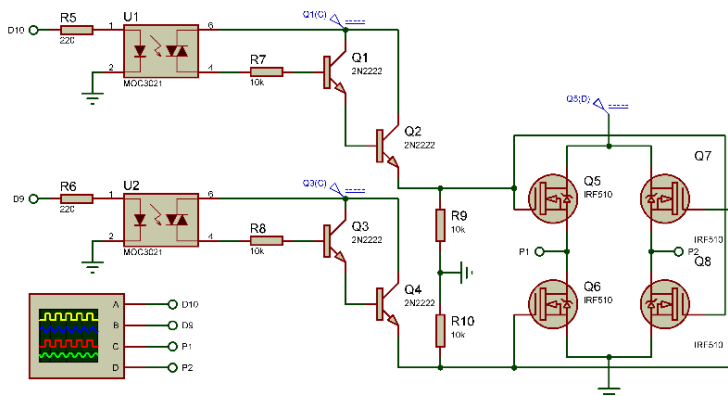 Q1(C)
R5
U1
D10
1
6
220
2
4
MOC3021
R7
10k
Q1
2N2222
Q2
2N2222
Q5(D)
Q7
Q5
IRF510
IRF510
R6
U2
D9
1
6
220
2
4
MOC3021
Q3(C)
R8
10k
Q3
2N2222
Q4
2N2222
R9
10k
R10
10k
P1
P2
Q8
Q6
IRF510
IRF510
A
D10
B
D9
C
P1
D
P2